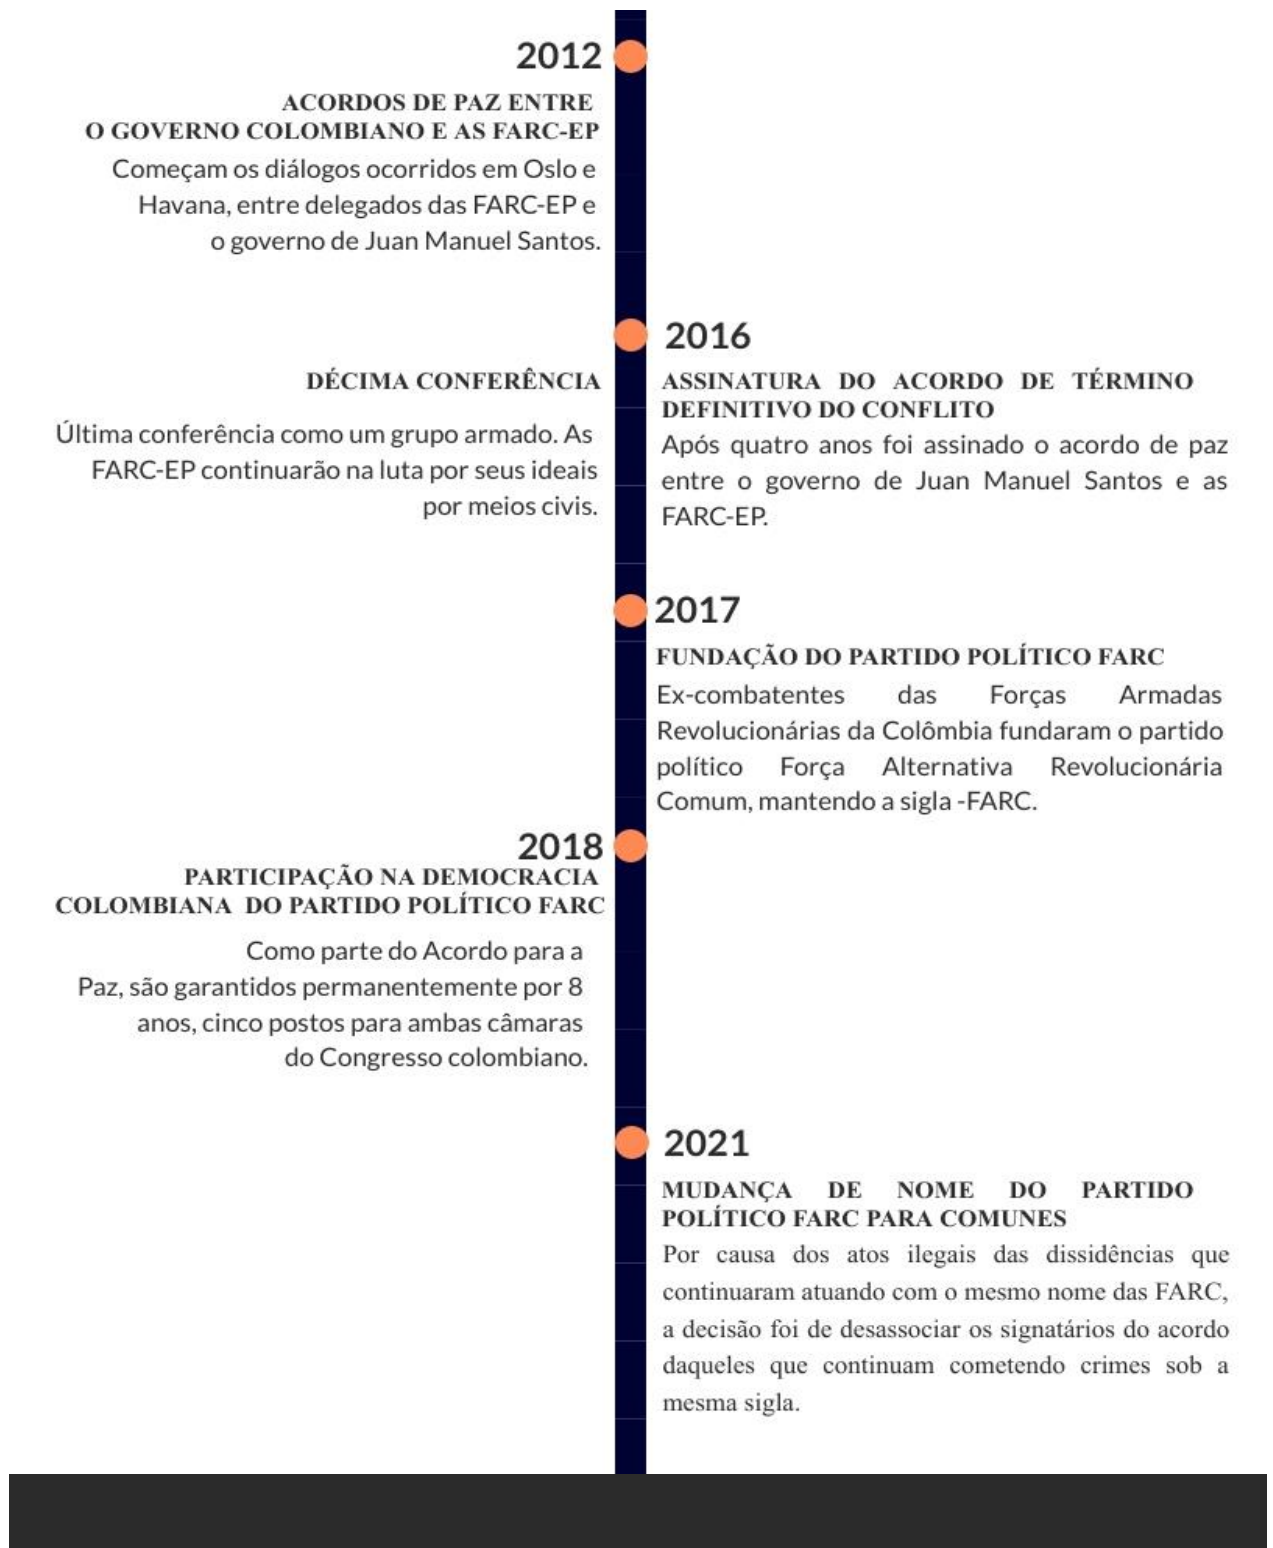 2012
ACORDOS DE PAZ ENTRE
O GOVERNO COLOMBIANO E AS FARC-EP
Começam os diálogos ocorridos em Oslo e
Havana, entre delegados das FARC-EP e
o governo de Juan Manuel Santos.
2016
DÉCIMA CONFERÊNCIA
Última conferência como um grupo armado. As
FARC-EP continuarão na luta por seus ideais
por meios civis.
ASSINATURA DO ACORDO DE TÉRMINO
DEFINITIVO DO CONFLITO
Após quatro anos foi assinado o acordo de paz
entre o governo de Juan Manuel Santos e as
FARC-EP.
2017
FUNDAÇÃO DO PARTIDO POLÍTICO FARC
Ex-combatentes das Forças Armadas
Revolucionárias da Colômbia fundaram o partido
político Força Alternativa Revolucionária
Comum, mantendo a sigla -FARC.
2018
PARTICIPAÇÃO NA DEMOCRACIA
COLOMBIANA DO PARTIDO POLÍTICO FARC
Como parte do Acordo para a
Paz, são garantidos permanentemente por 8
anos, cinco postos para ambas câmaras
do Congresso colombiano.
2021
MUDANÇA DE NOME DO PARTIDO
POLÍTICO FARC PARA COMUNES
Por causa dos atos ilegais das dissidências que
continuaram atuando com o mesmo nome das FARC,
a decisão foi de desassociar os signatários do acordo
daqueles que continuam cometendo crimes sob a
mesma sigla.